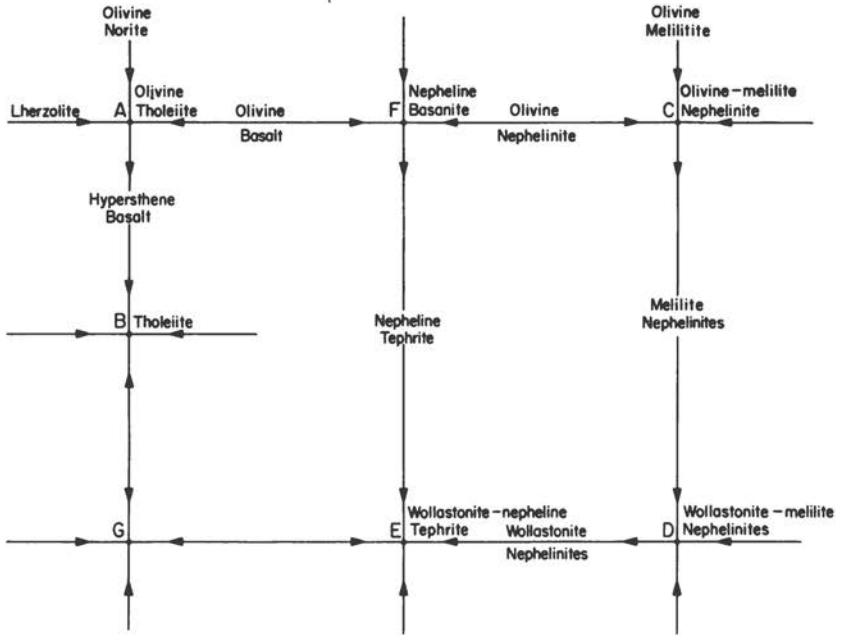 Olivine
Norite
Olivine
Melilitite
Olivine
Nepheline
Olivine-melilite
Lherzolite A Tholeiite Olivine F Basanite Olivine C Nephelinite
Basalt
Nephelinite
Hypersthene
Basalt
B Tholeiite
Nepheline
Tephrite
Melilite
Nephelinites
Wollastonite-nepheline
Wollastonite-melilite
G E Tephrite Wollastonite D Nephelinites
Nephelinites